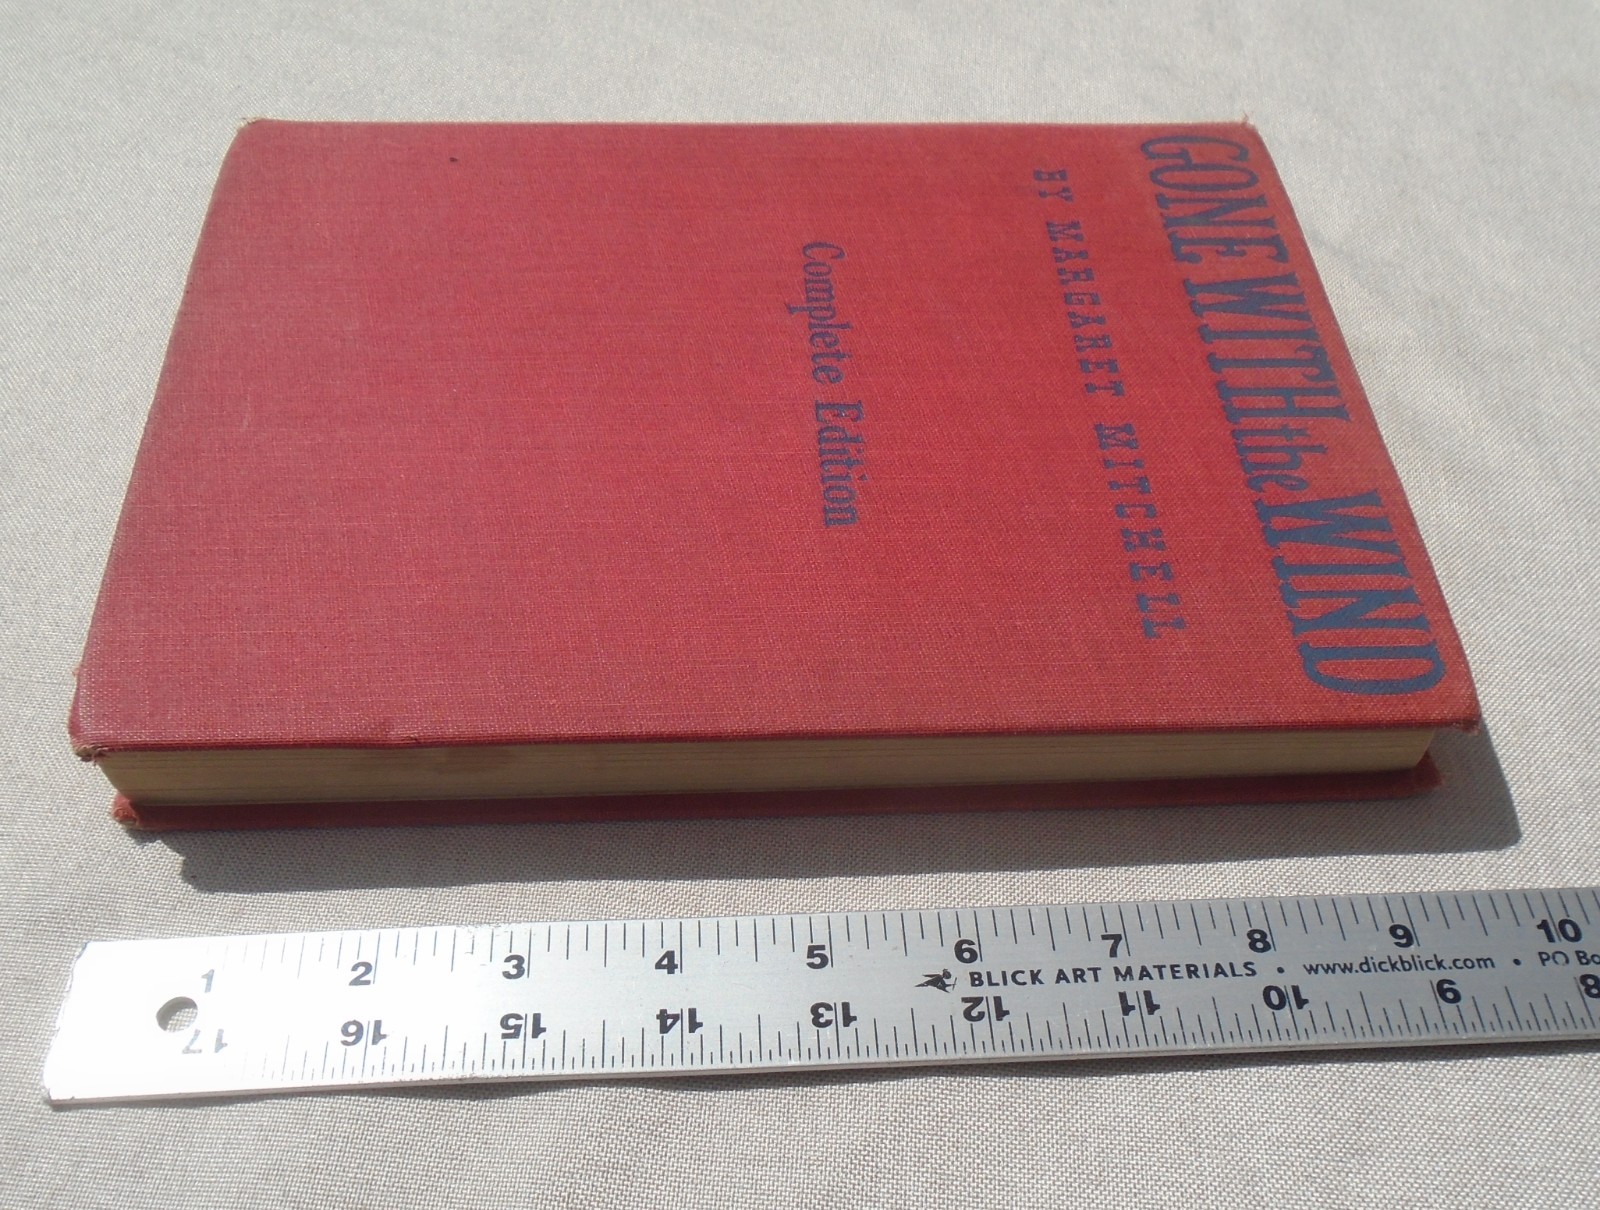 GONE WITH the WIND
BY MARGARET MITCHELL
Complete Edition
1 2 3 4 5 6 7 8 9 10
BLICK ART MATERIALS • www.dickblick.com • PO Bo
17 16 15 14 13 12 11 10 9 8